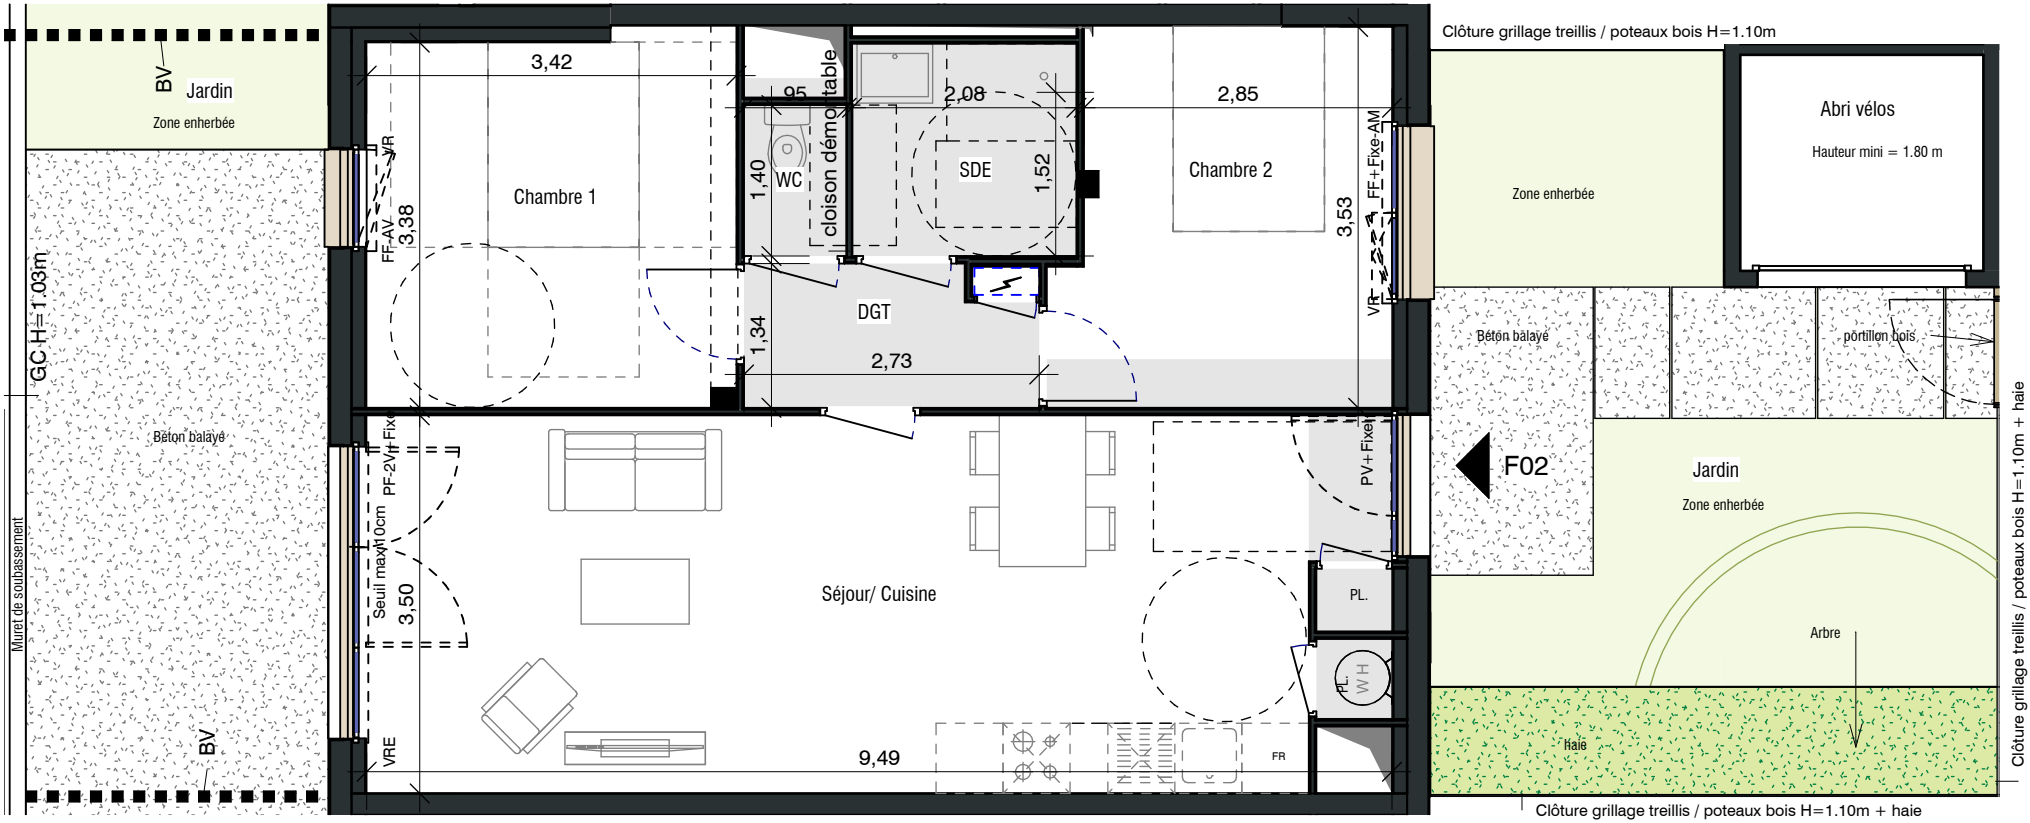 Clôture grillage treillis / poteaux bois H=1.10m
BV
Jardin
Zone enherbée
3,42
95
2,08
2,85
cloison démontable
VR
FF-AV
3,38
Chambre 1
1,40
WC
SDE
1,52
Chambre 2
FF+Fixe-AM
3,53
VR
Zone enherbée
Abri vélos
Hauteur mini = 1.80 m
GC H= 1.03m
DGT
1,34
2,73
Béton balayé
portillon bois
Béton balayé
PF-2V+Fixe
Seuil max 10cm
3,50
PV+Fixe
F02
Jardin
Zone enherbée
Muret de soubassement
Séjour/ Cuisine
PL.
PL.
WH
Arbre
Clôture grillage treillis / poteaux bois H=1.10m + haie
BV
VRE
9,49
FR
Haie
Clôture grillage treillis / poteaux bois H=1.10m + haie